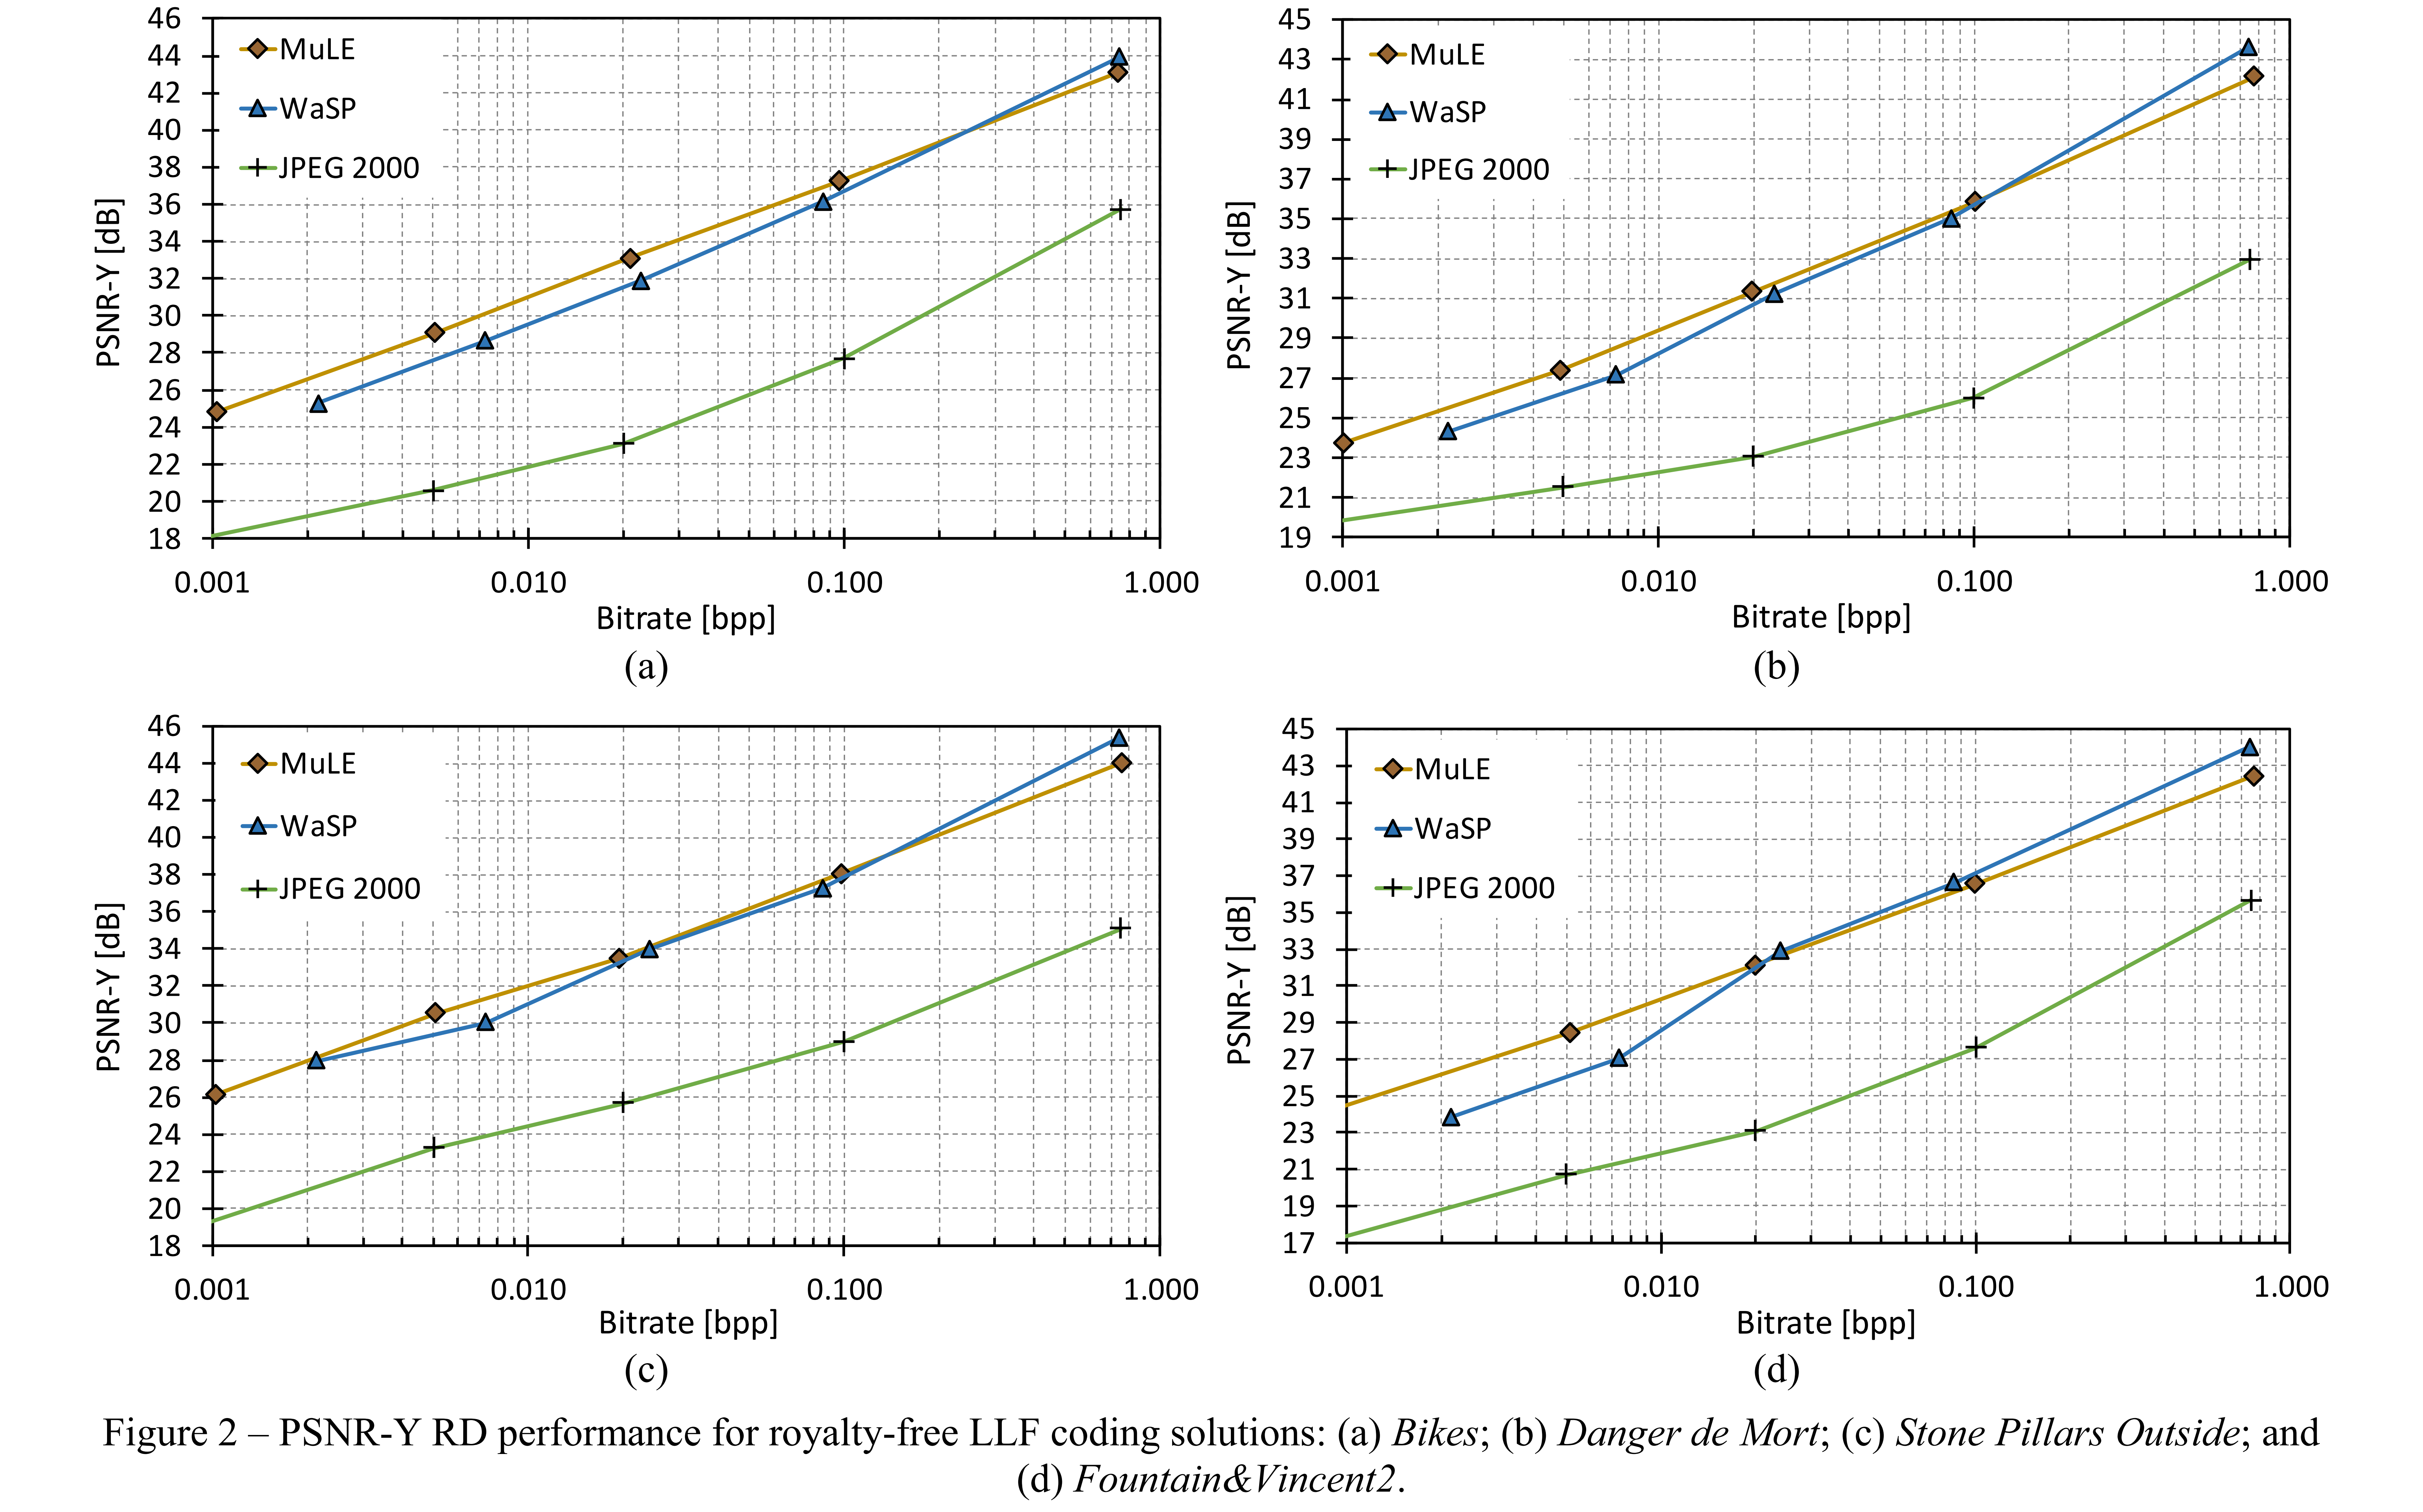 46
44
42
40
38
36
34
32
30
28
26
24
22
20
18
PSNR-Y [dB]
MuLE
WaSP
JPEG 2000
0.001 0.010 0.100 1.000
Bitrate [bpp]
(a)
45
43
41
39
37
35
33
31
29
27
25
23
21
19
PSNR-Y [dB]
MuLE
WaSP
JPEG 2000
0.001 0.010 0.100 1.000
Bitrate [bpp]
(b)
46
44
42
40
38
36
34
32
30
28
26
24
22
20
18
PSNR-Y [dB]
MuLE
WaSP
JPEG 2000
0.001 0.010 0.100 1.000
Bitrate [bpp]
(c)
45
43
41
39
37
35
33
31
29
27
25
23
21
19
17
PSNR-Y [dB]
MuLE
WaSP
JPEG 2000
0.001 0.010 0.100 1.000
Bitrate [bpp]
(d)
Figure 2 – PSNR-Y RD performance for royalty-free LLF coding solutions: (a) Bikes; (b) Danger de Mort; (c) Stone Pillars Outside; and
(d) Fountain&Vincent2.